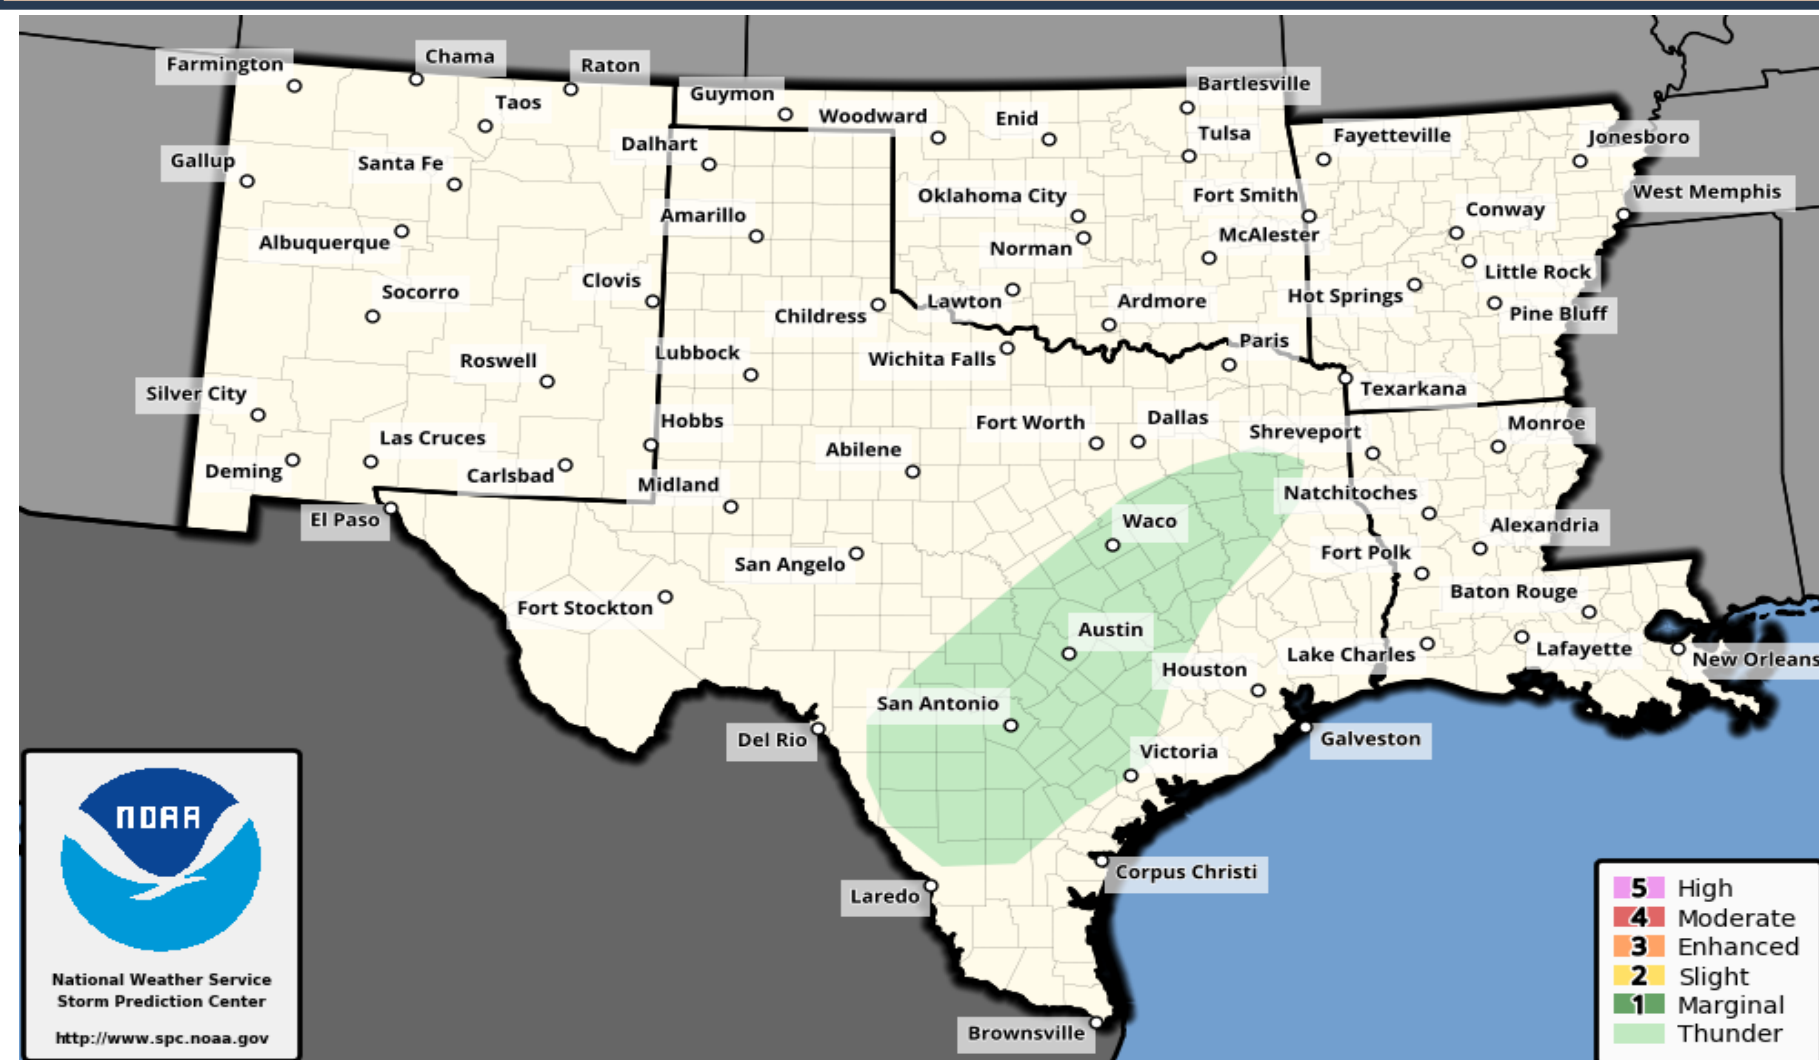 Farmington
Chama
Raton
Taos
Guymon
Woodward
Enid
Bartlesville
Tulsa
Fayetteville
Jonesboro
Gallup
Santa Fe
Dalhart
Oklahoma City
Fort Smith
West Memphis
Amarillo
Conway
Albuquerque
Norman
McAlester
Socorro
Clovis
Lawton
Ardmore
Hot Springs
Little Rock
Childress
Pine Bluff
Roswell
Lubbock
Wichita Falls
Paris
Silver City
Texarkana
Hobbs
Fort Worth
Dallas
Shreveport
Monroe
Las Cruces
Abilene
Deming
Carlsbad
Midland
Natchitoches
El Paso
Waco
Alexandria
San Angelo
Fort Polk
Fort Stockton
Baton Rouge
Austin
Houston
Lake Charles
Lafayette
New Orleans
San Antonio
Del Rio
Victoria
Galveston
Corpus Christi
Laredo
Brownsville
NOAA
National Weather Service
Storm Prediction Center
http://www.spc.noaa.gov
5 High
4 Moderate
3 Enhanced
2 Slight
1 Marginal
Thunder